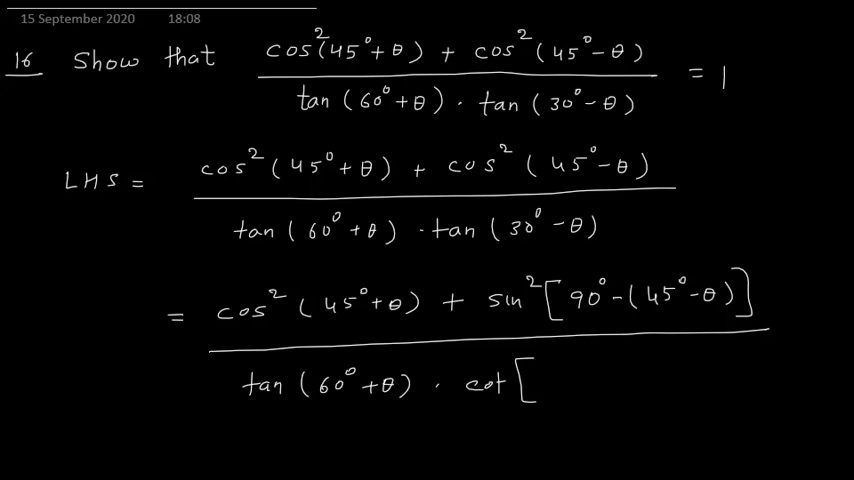 15 September 2020 18:08
16 Show that (cos²(45°+θ) + cos²(45°-θ)) / (tan(60°+θ) · tan(30°-θ)) = 1
LHS = (cos²(45°+θ) + cos²(45°-θ)) / (tan(60°+θ) · tan(30°-θ))
= (cos²(45°+θ) + sin²[90°-(45°-θ)]) / (tan(60°+θ) · cot[